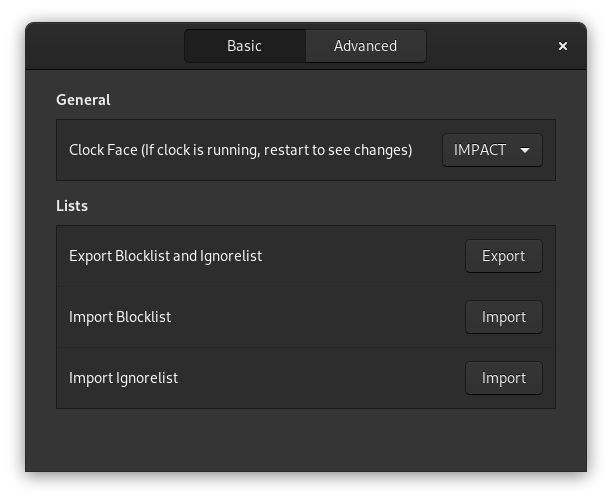 Basic
Advanced
General
Clock Face (If clock is running, restart to see changes)
IMPACT
Lists
Export Blocklist and Ignorelist
Export
Import Blocklist
Import
Import Ignorelist
Import